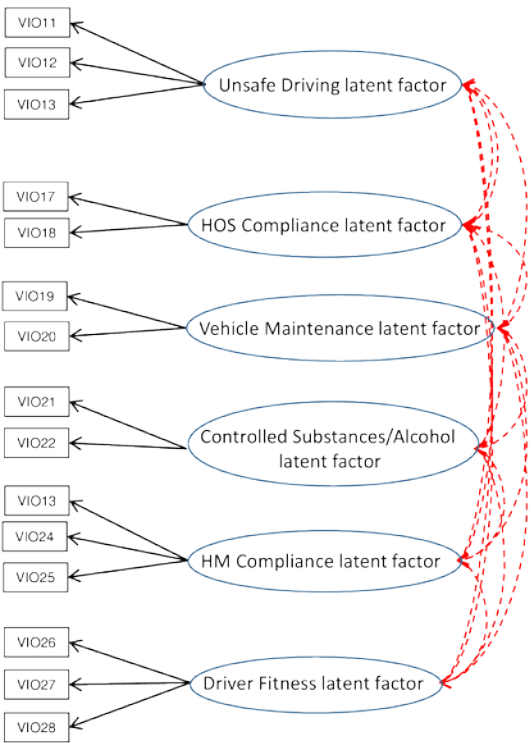 VIO11
VIO12
VIO13
Unsafe Driving latent factor
VIO17
VIO18
HOS Compliance latent factor
VIO19
VIO20
Vehicle Maintenance latent factor
VIO21
VIO22
Controlled Substances/Alcohol
latent factor
VIO13
VIO24
VIO25
HM Compliance latent factor
VIO26
VIO27
VIO28
Driver Fitness latent factor